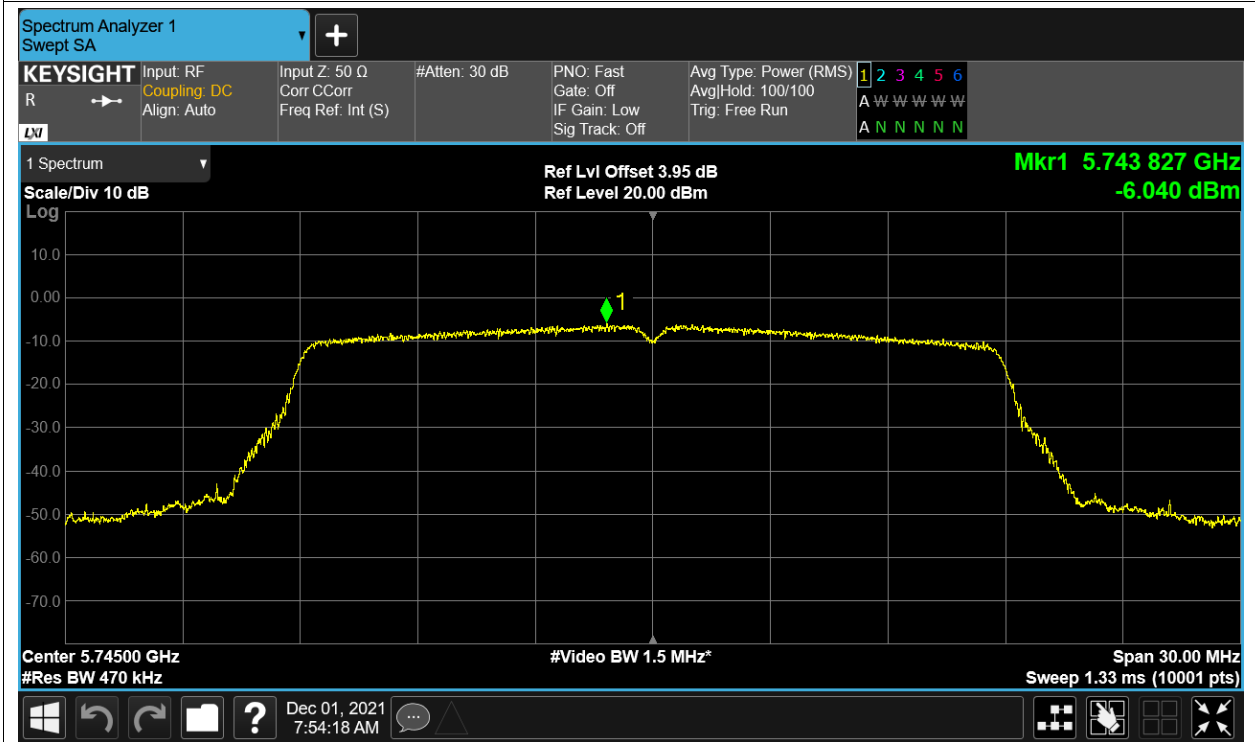 Spectrum Analyzer 1
Swept SA
+
KEYSIGHT
R
LXI
Input: RF
Coupling: DC
Align: Auto
Input Z: 50 Ω
Corr CCorr
Freq Ref: Int (S)
#Atten: 30 dB
PNO: Fast
Gate: Off
IF Gain: Low
Sig Track: Off
Avg Type: Power (RMS)
Avg|Hold: 100/100
Trig: Free Run
1 2 3 4 5 6
A W W W W W
A N N N N N
1 Spectrum
Scale/Div 10 dB
Log
Ref Lvl Offset 3.95 dB
Ref Level 20.00 dBm
Mkr1 5.743 827 GHz
-6.040 dBm
10.0
0.00
-10.0
-20.0
-30.0
-40.0
-50.0
-60.0
-70.0
1
Center 5.74500 GHz
#Res BW 470 kHz
#Video BW 1.5 MHz*
Span 30.00 MHz
Sweep 1.33 ms (10001 pts)
?
Dec 01, 2021
7:54:18 AM